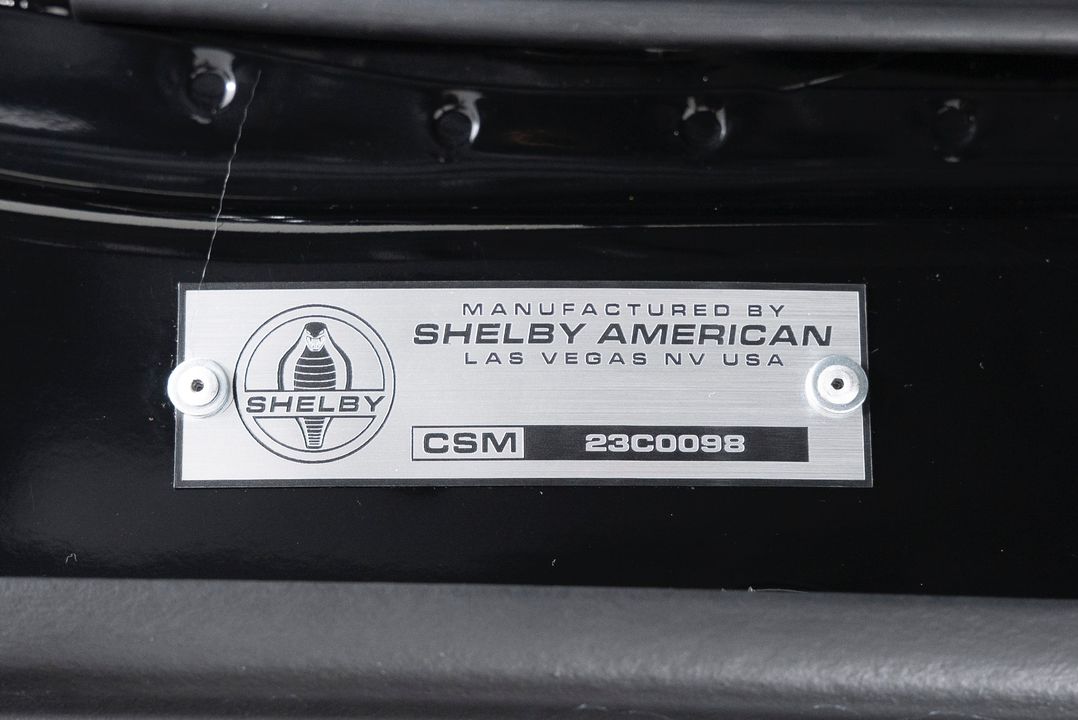 MANUFACTURED BY
SHELBY AMERICAN
LAS VEGAS NV USA
SHELBY
CSM 23C0098